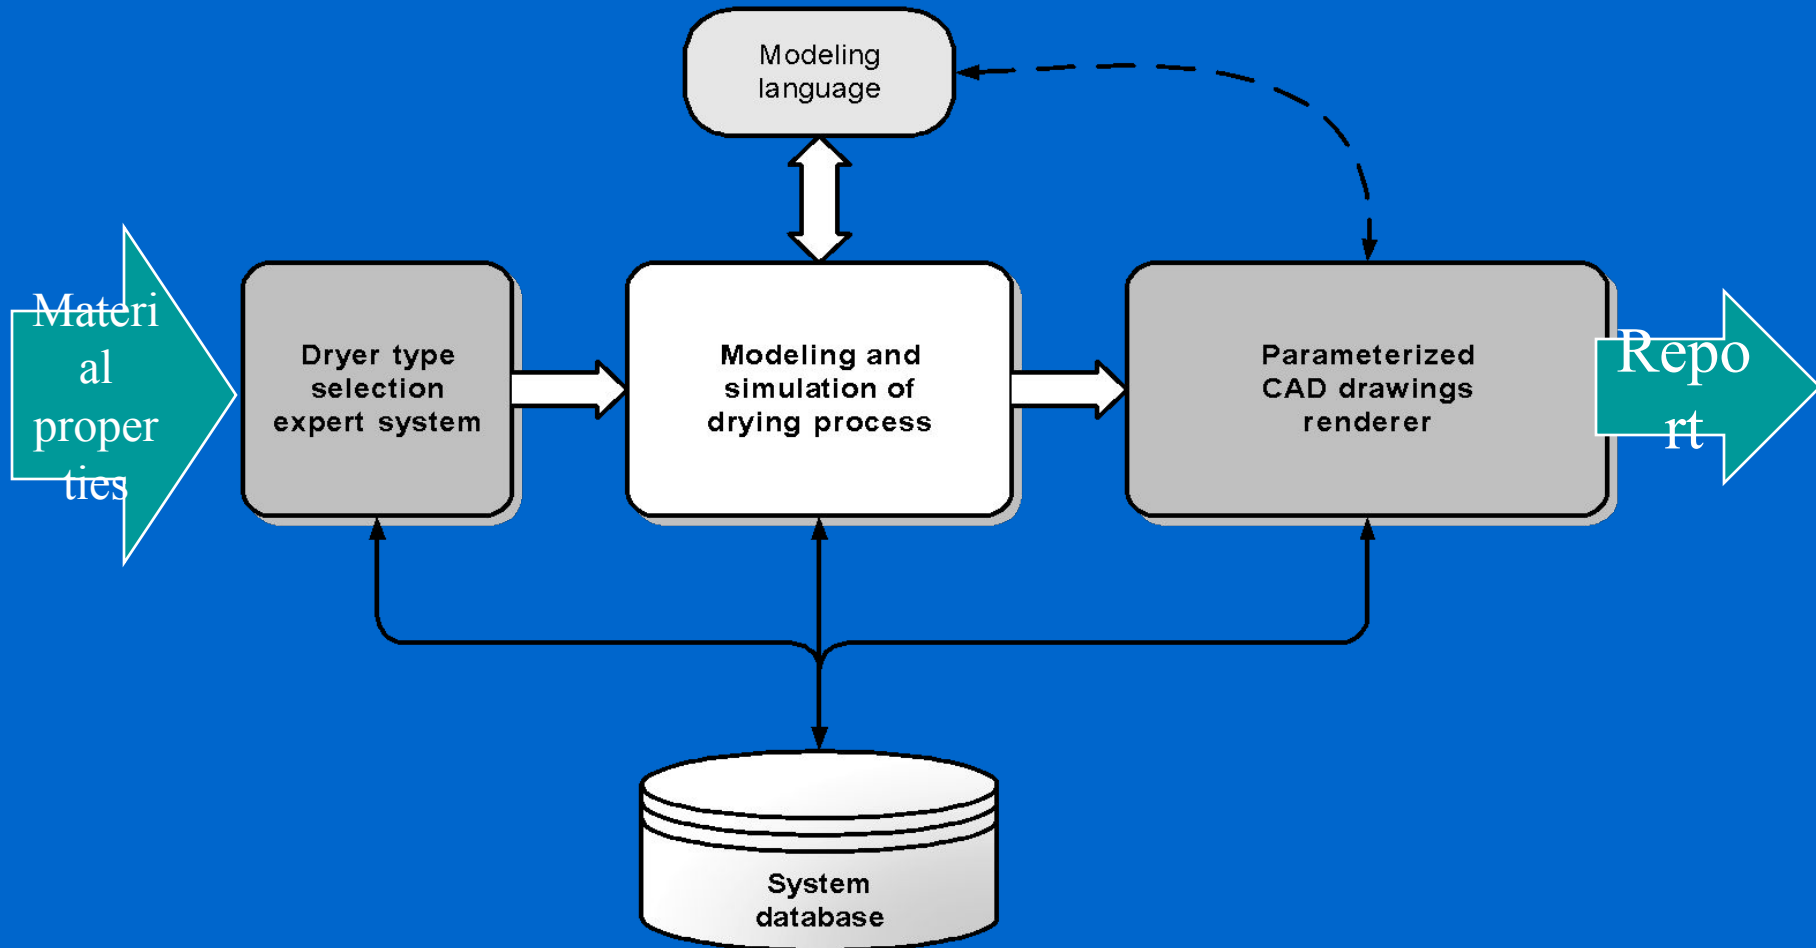 Modeling
language
Materi
al
proper
ties
Dryer type
selection
expert system
Modeling and
simulation of
drying process
Parameterized
CAD drawings
renderer
Repo
rt
System
database